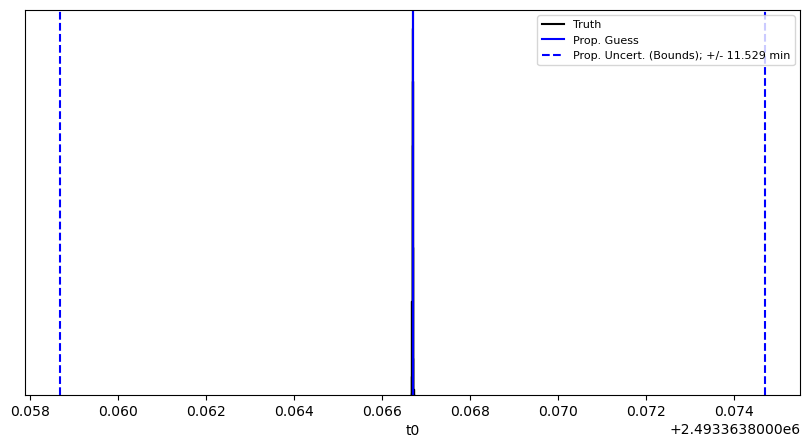 Truth
Prop. Guess
Prop. Uncert. (Bounds); +/- 11.529 min
0.058 0.060 0.062 0.064 0.066 0.068 0.070 0.072 0.074
t0
+2.4933638000e6